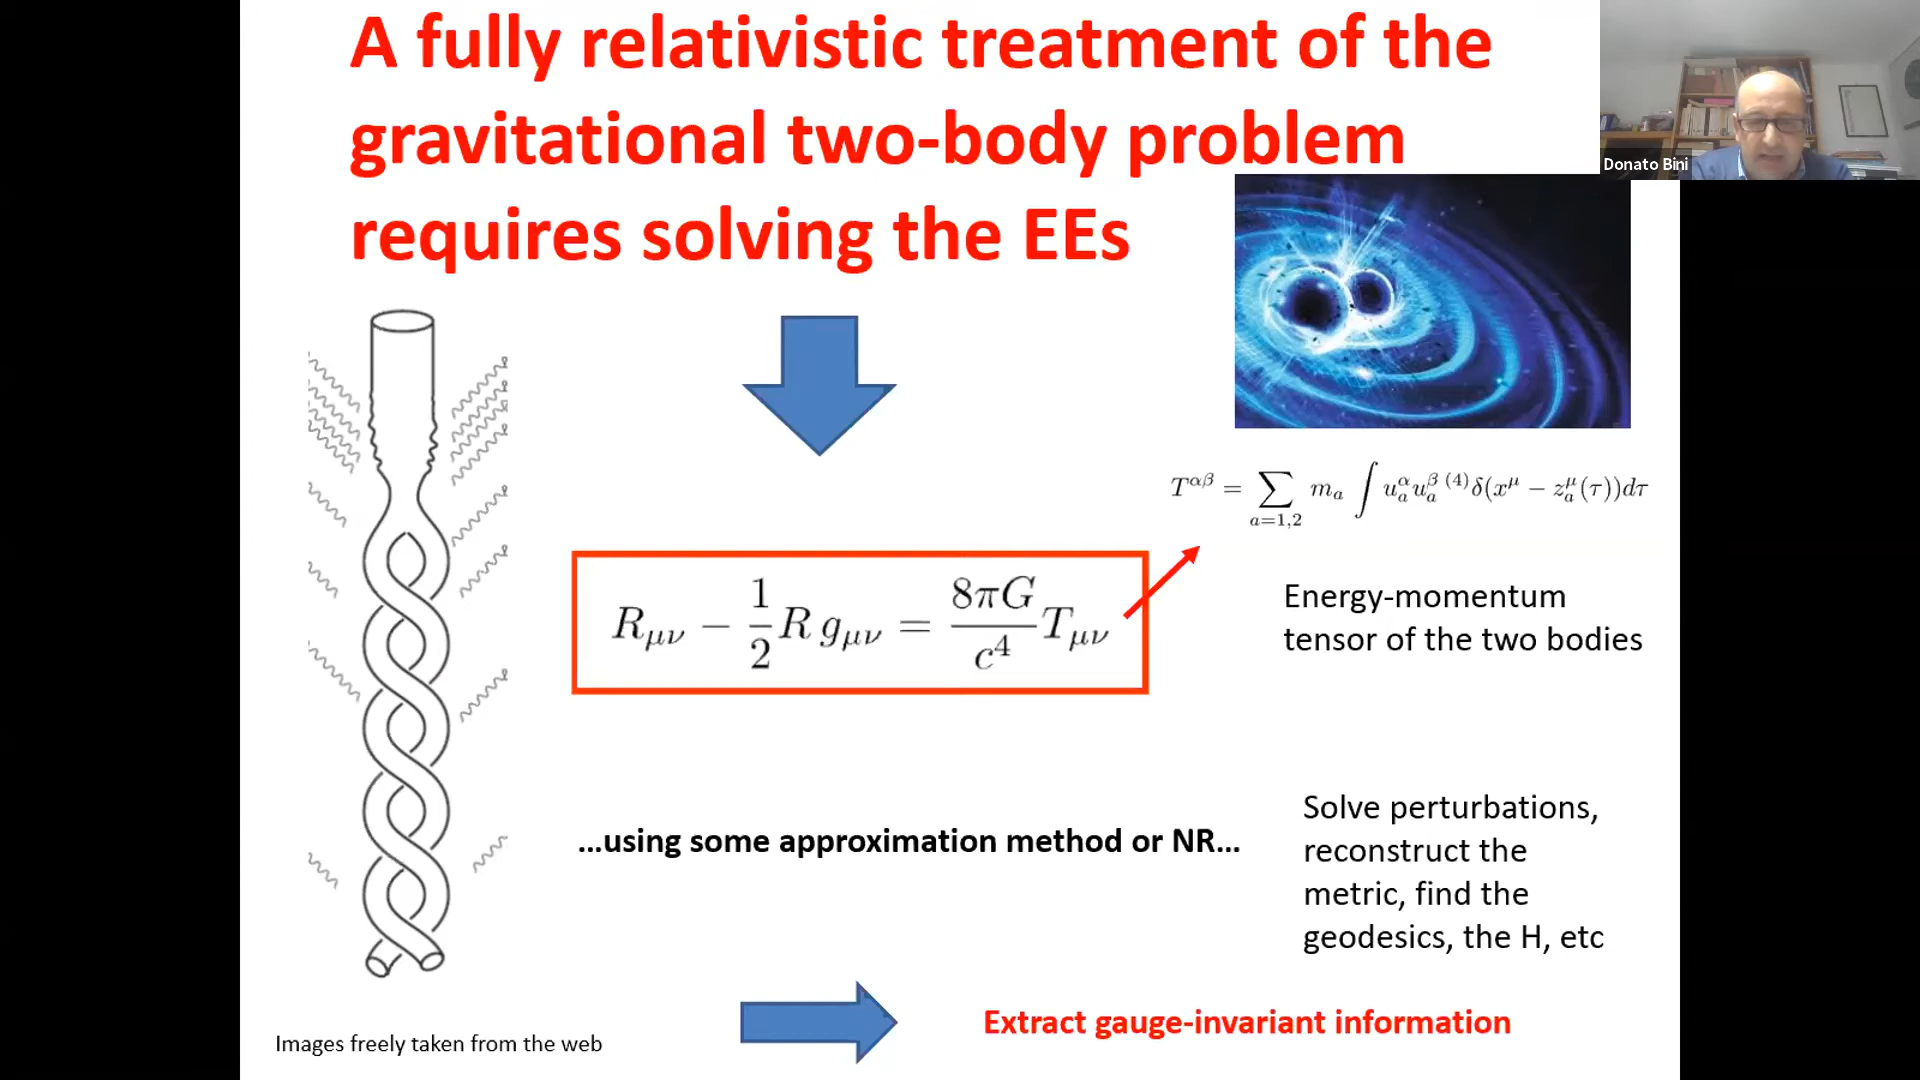 A fully relativistic treatment of the
gravitational two-body problem
requires solving the EEs
Donato Bini
T^{αβ} = \sum_{a=1,2} m_a ∫ u_a^α u_a^β {}^{(4)}δ(x^μ − z_a^μ(τ))dτ
R_{μν} − \frac{1}{2} R g_{μν} = \frac{8πG}{c^4} T_{μν}
Energy-momentum
tensor of the two bodies
...using some approximation method or NR...
Solve perturbations,
reconstruct the
metric, find the
geodesics, the H, etc
Extract gauge-invariant information
Images freely taken from the web